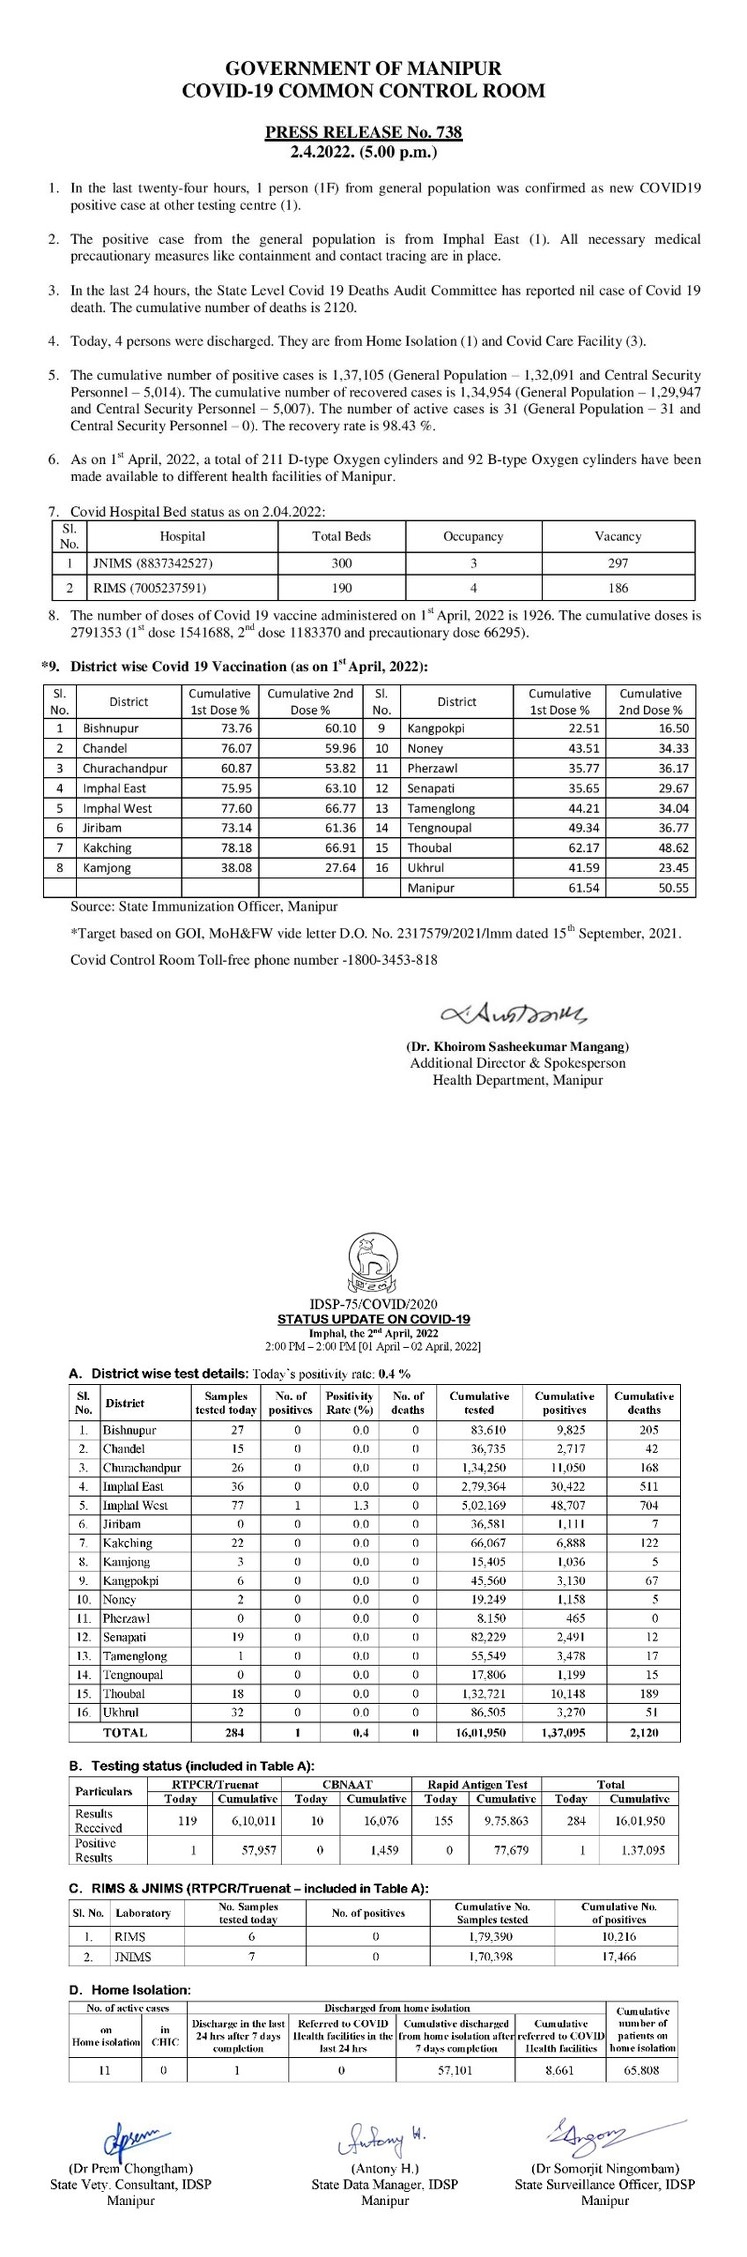 GOVERNMENT OF MANIPUR
COVID-19 COMMON CONTROL ROOM
PRESS RELEASE No. 738
2.4.2022. (5.00 p.m.)
1. In the last twenty-four hours, 1 person (1F) from general population was confirmed as new COVID19
positive case at other testing centre (1).
2. The positive case from the general population is from Imphal East (1). All necessary medical
precautionary measures like containment and contact tracing are in place.
3. In the last 24 hours, the State Level Covid 19 Deaths Audit Committee has reported nil case of Covid 19
death. The cumulative number of deaths is 2120.
4. Today, 4 persons were discharged. They are from Home Isolation (1) and Covid Care Facility (3).
5. The cumulative number of positive cases is 1,37,105 (General Population – 1,32,091 and Central Security
Personnel – 5,014). The cumulative number of recovered cases is 1,34,954 (General Population – 1,29,947
and Central Security Personnel – 5,007). The number of active cases is 31 (General Population – 31 and
Central Security Personnel – 0). The recovery rate is 98.43 %.
6. As on 1st April, 2022, a total of 211 D-type Oxygen cylinders and 92 B-type Oxygen cylinders have been
made available to different health facilities of Manipur.
7. Covid Hospital Bed status as on 2.04.2022:
Sl. No. Hospital Total Beds Occupancy Vacancy
1 JNIMS (8837342527) 300 3 297
2 RIMS (7005237591) 190 4 186
8. The number of doses of Covid 19 vaccine administered on 1st April, 2022 is 1926. The cumulative doses is
2791353 (1st dose 1541688, 2nd dose 1183370 and precautionary dose 66295).
*9. District wise Covid 19 Vaccination (as on 1st April, 2022):
Sl. No. District Cumulative 1st Dose % Cumulative 2nd Dose % Sl. No. District Cumulative 1st Dose % Cumulative 2nd Dose %
1 Bishnupur 73.76 60.10 9 Kangpokpi 22.51 16.50
2 Chandel 76.07 59.96 10 Noney 43.51 34.33
3 Churachandpur 60.87 53.82 11 Pherzawl 35.77 36.17
4 Imphal East 75.95 63.10 12 Senapati 35.65 29.67
5 Imphal West 77.60 66.77 13 Tamenglong 44.21 34.04
6 Jiribam 73.14 61.36 14 Tengnoupal 49.34 36.77
7 Kakching 78.18 66.91 15 Thoubal 62.17 48.62
8 Kamjong 38.08 27.64 16 Ukhrul 41.59 23.45
Manipur 61.54 50.55
Source: State Immunization Officer, Manipur
*Target based on GOI, MoH&FW vide letter D.O. No. 2317579/2021/Imm dated 15th September, 2021.
Covid Control Room Toll-free phone number -1800-3453-818
(Dr. Khoirom Sasheekumar Mangang)
Additional Director & Spokesperson
Health Department, Manipur
IDSP-75/COVID/2020
STATUS UPDATE ON COVID-19
Imphal, the 2nd April, 2022
2:00 PM – 2:00 PM [01 April – 02 April, 2022]
A. District wise test details: Today's positivity rate: 0.4 %
Sl. No. District Samples tested today No. of positives Positivity Rate (%) No. of deaths Cumulative tested Cumulative positives Cumulative deaths
1. Bishnupur 27 0 0.0 0 83,610 9,825 205
2. Chandel 15 0 0.0 0 36,735 2,717 42
3. Churachandpur 26 0 0.0 0 1,34,250 11,050 168
4. Imphal East 36 0 0.0 0 2,79,364 30,422 511
5. Imphal West 77 1 1.3 0 5,02,169 48,707 704
6. Jiribam 0 0 0.0 0 36,581 1,111 7
7. Kakching 22 0 0.0 0 66,067 6,888 122
8. Kamjong 3 0 0.0 0 15,405 1,036 5
9. Kangpokpi 6 0 0.0 0 45,560 3,130 67
10. Noney 2 0 0.0 0 19,249 1,158 5
11. Pherzawl 0 0 0.0 0 8,150 465 0
12. Senapati 19 0 0.0 0 82,229 2,491 12
13. Tamenglong 1 0 0.0 0 55,549 3,478 17
14. Tengnoupal 0 0 0.0 0 17,806 1,199 15
15. Thoubal 18 0 0.0 0 1,32,721 10,148 189
16. Ukhrul 32 0 0.0 0 86,505 3,270 51
TOTAL 284 1 0.4 0 16,01,950 1,37,095 2,120
B. Testing status (included in Table A):
Particulars RTPCR/Truenat CBNAAT Rapid Antigen Test Total
Today Cumulative Today Cumulative Today Cumulative Today Cumulative
Results Received 119 6,10,011 10 16,076 155 9,75,863 284 16,01,950
Positive Results 1 57,957 0 1,459 0 77,679 1 1,37,095
C. RIMS & JNIMS (RTPCR/Truenat – included in Table A):
Sl. No. Laboratory No. Samples tested today No. of positives Cumulative No. Samples tested Cumulative No. of positives
1. RIMS 6 0 1,79,390 10,216
2. JNIMS 7 0 1,70,398 17,466
D. Home Isolation:
No. of active cases Discharged from home isolation Cumulative number of patients on home isolation
on Home isolation in CHIC Discharge in the last 24 hrs after 7 days completion Referred to COVID Health facilities in the last 24 hrs Cumulative discharged from home isolation after 7 days completion Cumulative referred to COVID Health facilities
11 0 1 0 57,101 8,661 65,808
Antony H.
(Dr Prem Chongtham) (Antony H.) (Dr Somorjit Ningombam)
State Vety. Consultant, IDSP State Data Manager, IDSP State Surveillance Officer, IDSP
Manipur Manipur Manipur